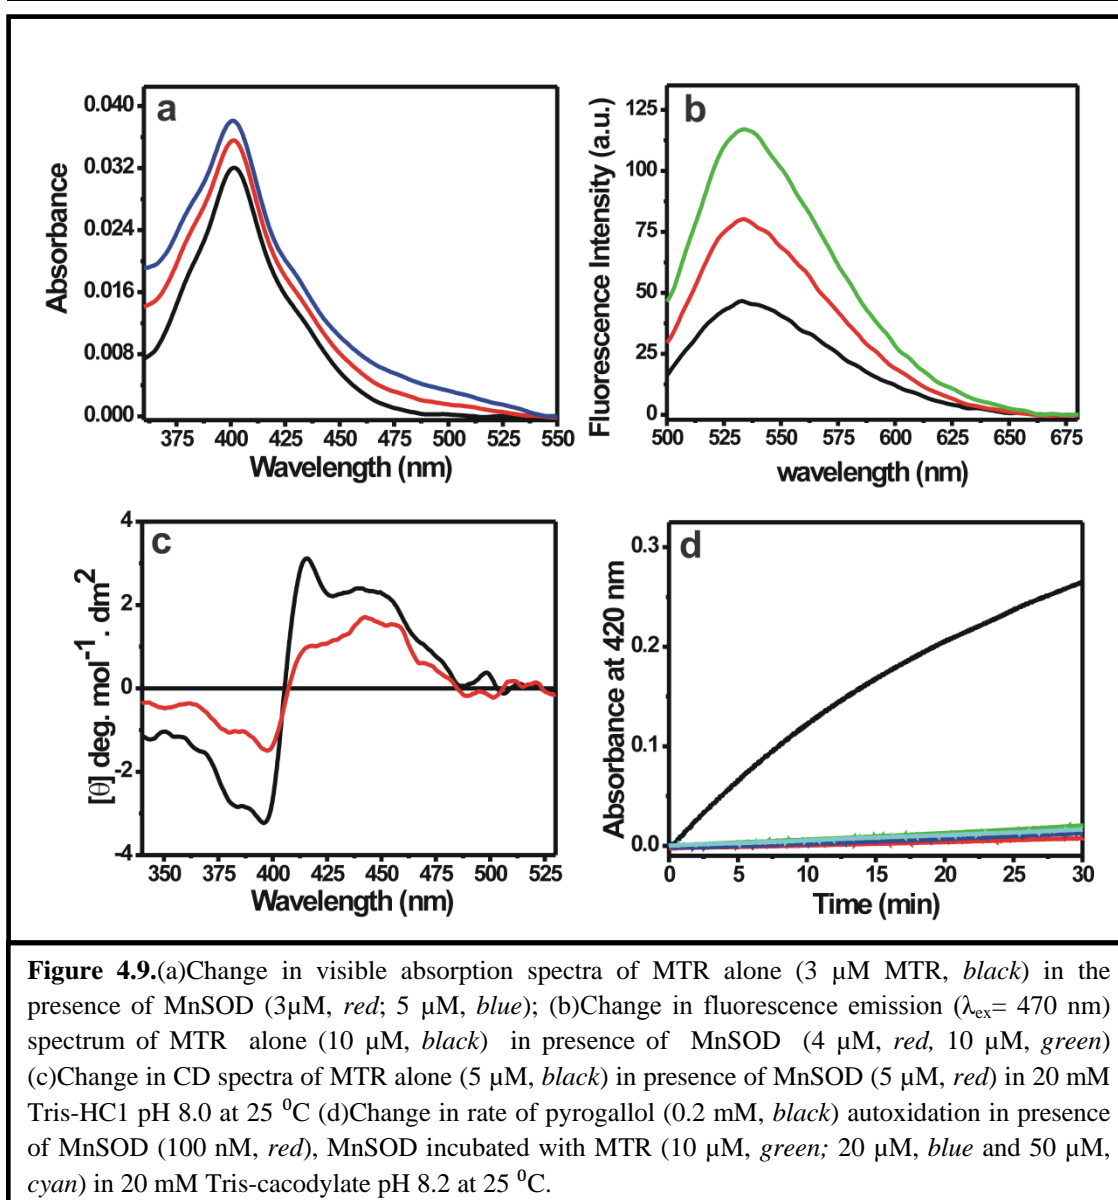 a
0.040
0.032
0.024
0.016
0.008
0.000
Absorbance
375 400 425 450 475 500 525 550
Wavelength (nm)
b
125
100
75
50
25
0
Fluorescence Intensity (a.u.)
500 525 550 575 600 625 650 675
wavelength (nm)
c
4
2
0
-2
-4
[θ] deg. mol⁻¹ . dm²
350 375 400 425 450 475 500 525
Wavelength (nm)
d
0.3
0.2
0.1
0.0
Absorbance at 420 nm
0 5 10 15 20 25 30
Time (min)
Figure 4.9.(a)Change in visible absorption spectra of MTR alone (3 µM MTR, black) in the
presence of MnSOD (3µM, red; 5 µM, blue); (b)Change in fluorescence emission (λex= 470 nm)
spectrum of MTR alone (10 µM, black) in presence of MnSOD (4 µM, red, 10 µM, green)
(c)Change in CD spectra of MTR alone (5 µM, black) in presence of MnSOD (5 µM, red) in 20 mM
Tris-HC1 pH 8.0 at 25 ⁰C (d)Change in rate of pyrogallol (0.2 mM, black) autoxidation in presence
of MnSOD (100 nM, red), MnSOD incubated with MTR (10 µM, green; 20 µM, blue and 50 µM,
cyan) in 20 mM Tris-cacodylate pH 8.2 at 25 ⁰C.